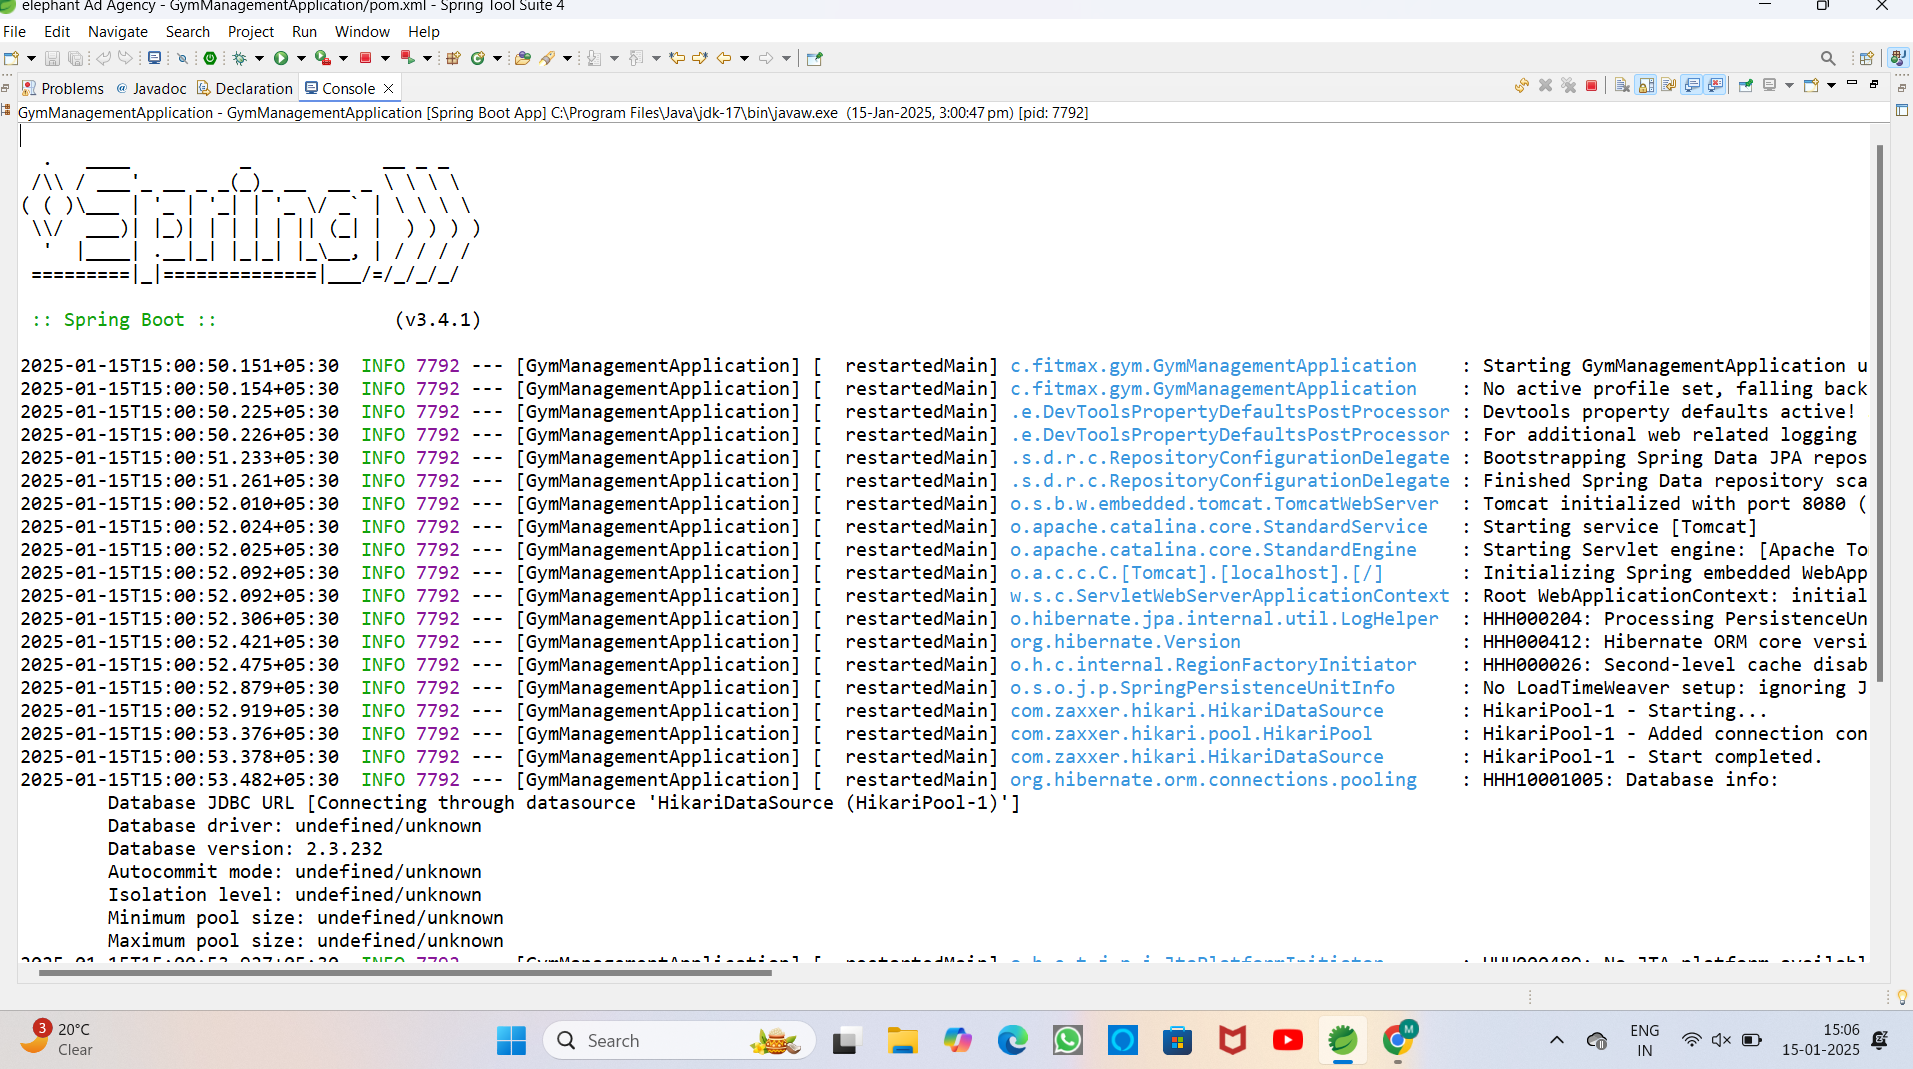 elephant Ad Agency - GymManagementApplication/pom.xml - Spring Tool Suite 4
File Edit Navigate Search Project Run Window Help
Problems @ Javadoc Declaration Console
GymManagementApplication - GymManagementApplication [Spring Boot App] C:\Program Files\Java\jdk-17\bin\javaw.exe (15-Jan-2025, 3:00:47 pm) [pid: 7792]
  .   ____          _            __ _ _
 /\\ / ___'_ __ _ _(_)_ __  __ _ \ \ \ \
( ( )\___ | '_ | '_| | '_ \/ _` | \ \ \ \
 \\/  ___)| |_)| | | | | || (_| |  ) ) ) )
  '  |____| .__|_| |_|_| |_\__, | / / / /
 =========|_|==============|___/=/_/_/_/
:: Spring Boot :: (v3.4.1)
2025-01-15T15:00:50.151+05:30 INFO 7792 --- [GymManagementApplication] [ restartedMain] c.fitmax.gym.GymManagementApplication : Starting GymManagementApplication u
2025-01-15T15:00:50.154+05:30 INFO 7792 --- [GymManagementApplication] [ restartedMain] c.fitmax.gym.GymManagementApplication : No active profile set, falling back
2025-01-15T15:00:50.225+05:30 INFO 7792 --- [GymManagementApplication] [ restartedMain] .e.DevToolsPropertyDefaultsPostProcessor : Devtools property defaults active!
2025-01-15T15:00:50.226+05:30 INFO 7792 --- [GymManagementApplication] [ restartedMain] .e.DevToolsPropertyDefaultsPostProcessor : For additional web related logging
2025-01-15T15:00:51.233+05:30 INFO 7792 --- [GymManagementApplication] [ restartedMain] .s.d.r.c.RepositoryConfigurationDelegate : Bootstrapping Spring Data JPA repos
2025-01-15T15:00:51.261+05:30 INFO 7792 --- [GymManagementApplication] [ restartedMain] .s.d.r.c.RepositoryConfigurationDelegate : Finished Spring Data repository sca
2025-01-15T15:00:52.010+05:30 INFO 7792 --- [GymManagementApplication] [ restartedMain] o.s.b.w.embedded.tomcat.TomcatWebServer : Tomcat initialized with port 8080 (
2025-01-15T15:00:52.024+05:30 INFO 7792 --- [GymManagementApplication] [ restartedMain] o.apache.catalina.core.StandardService : Starting service [Tomcat]
2025-01-15T15:00:52.025+05:30 INFO 7792 --- [GymManagementApplication] [ restartedMain] o.apache.catalina.core.StandardEngine : Starting Servlet engine: [Apache To
2025-01-15T15:00:52.092+05:30 INFO 7792 --- [GymManagementApplication] [ restartedMain] o.a.c.c.C.[Tomcat].[localhost].[/] : Initializing Spring embedded WebApp
2025-01-15T15:00:52.092+05:30 INFO 7792 --- [GymManagementApplication] [ restartedMain] w.s.c.ServletWebServerApplicationContext : Root WebApplicationContext: initial
2025-01-15T15:00:52.306+05:30 INFO 7792 --- [GymManagementApplication] [ restartedMain] o.hibernate.jpa.internal.util.LogHelper : HHH000204: Processing PersistenceUn
2025-01-15T15:00:52.421+05:30 INFO 7792 --- [GymManagementApplication] [ restartedMain] org.hibernate.Version : HHH000412: Hibernate ORM core versi
2025-01-15T15:00:52.475+05:30 INFO 7792 --- [GymManagementApplication] [ restartedMain] o.h.c.internal.RegionFactoryInitiator : HHH000026: Second-level cache disab
2025-01-15T15:00:52.879+05:30 INFO 7792 --- [GymManagementApplication] [ restartedMain] o.s.o.j.p.SpringPersistenceUnitInfo : No LoadTimeWeaver setup: ignoring J
2025-01-15T15:00:52.919+05:30 INFO 7792 --- [GymManagementApplication] [ restartedMain] com.zaxxer.hikari.HikariDataSource : HikariPool-1 - Starting...
2025-01-15T15:00:53.376+05:30 INFO 7792 --- [GymManagementApplication] [ restartedMain] com.zaxxer.hikari.pool.HikariPool : HikariPool-1 - Added connection con
2025-01-15T15:00:53.378+05:30 INFO 7792 --- [GymManagementApplication] [ restartedMain] com.zaxxer.hikari.HikariDataSource : HikariPool-1 - Start completed.
2025-01-15T15:00:53.482+05:30 INFO 7792 --- [GymManagementApplication] [ restartedMain] org.hibernate.orm.connections.pooling : HHH10001005: Database info:
Database JDBC URL [Connecting through datasource 'HikariDataSource (HikariPool-1)']
Database driver: undefined/unknown
Database version: 2.3.232
Autocommit mode: undefined/unknown
Isolation level: undefined/unknown
Minimum pool size: undefined/unknown
Maximum pool size: undefined/unknown
2025-01-15T15:00:53.927+05:30 INFO 7792 --- [GymManagementApplication] [ restartedMain] o.h.e.t.j.p.i.JtaPlatformInitiator : HHH000489: No JTA platform availabl
3 20°C
Clear
Search
M
ENG
IN
15:06
15-01-2025